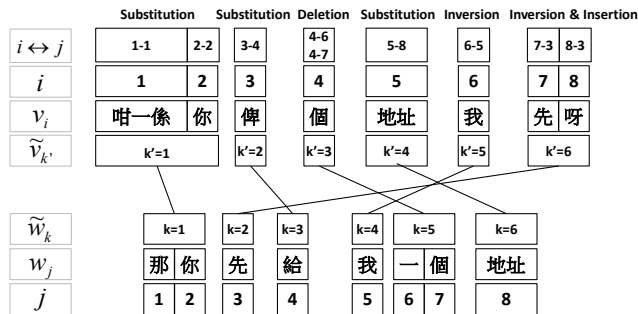 Substitution Substitution Deletion Substitution Inversion Inversion & Insertion
i ↔ j 1-1 2-2 3-4 4-6 4-7 5-8 6-5 7-3 8-3
i 1 2 3 4 5 6 7 8
v_i 咁一係 你 俾 個 地址 我 先 呀
ṽ_k' k'=1 k'=2 k'=3 k'=4 k'=5 k'=6
w̃_k k=1 k=2 k=3 k=4 k=5 k=6
w_j 那 你 先 給 我 一 個 地址
j 1 2 3 4 5 6 7 8